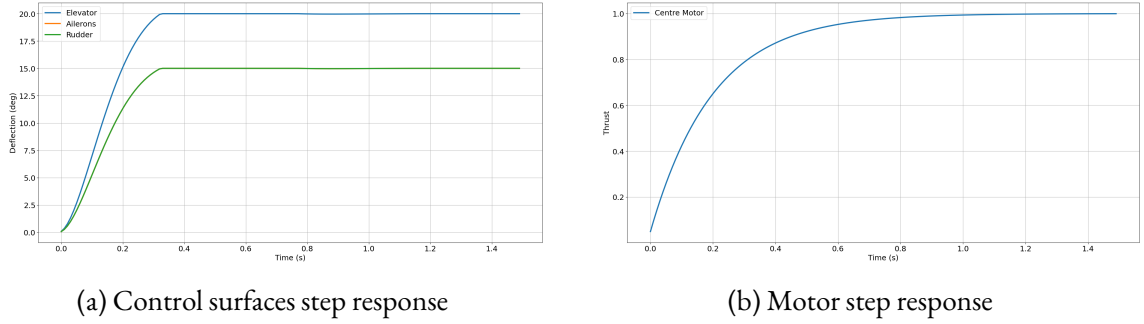 Elevator
Ailerons
Rudder
20.0
17.5
15.0
12.5
10.0
7.5
5.0
2.5
0.0
Deflection (deg)
0.0 0.2 0.4 0.6 0.8 1.0 1.2 1.4
Time (s)
(a) Control surfaces step response
Centre Motor
1.0
0.8
0.6
0.4
0.2
Thrust
0.0 0.2 0.4 0.6 0.8 1.0 1.2 1.4
Time (s)
(b) Motor step response